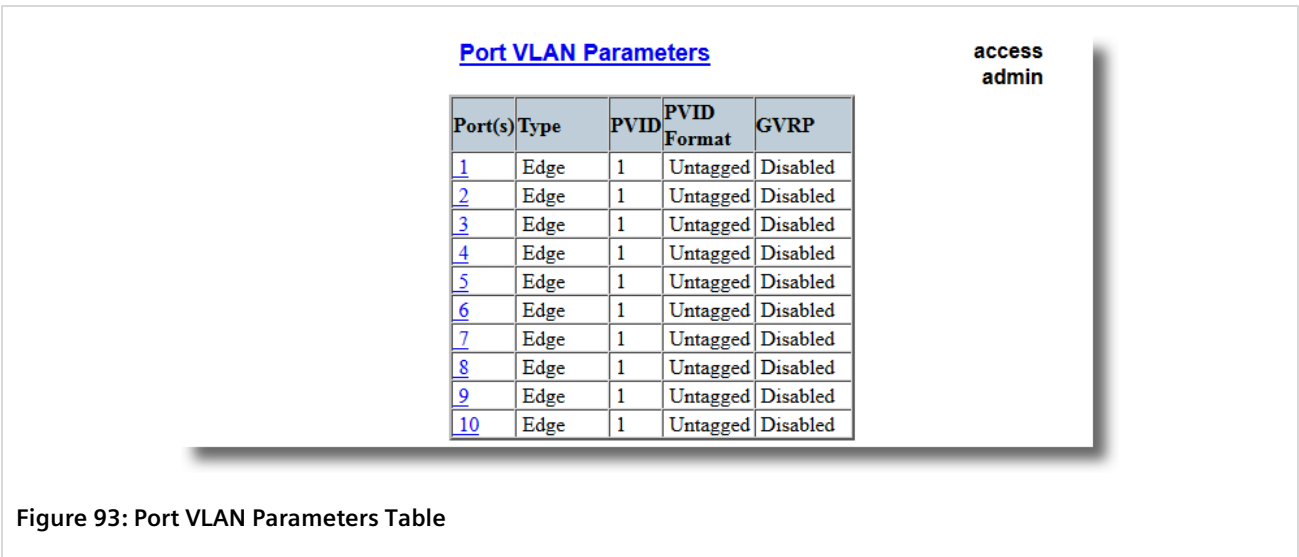 Port VLAN Parameters
access
admin
Port(s) Type PVID PVID Format GVRP
1 Edge 1 Untagged Disabled
2 Edge 1 Untagged Disabled
3 Edge 1 Untagged Disabled
4 Edge 1 Untagged Disabled
5 Edge 1 Untagged Disabled
6 Edge 1 Untagged Disabled
7 Edge 1 Untagged Disabled
8 Edge 1 Untagged Disabled
9 Edge 1 Untagged Disabled
10 Edge 1 Untagged Disabled
Figure 93: Port VLAN Parameters Table